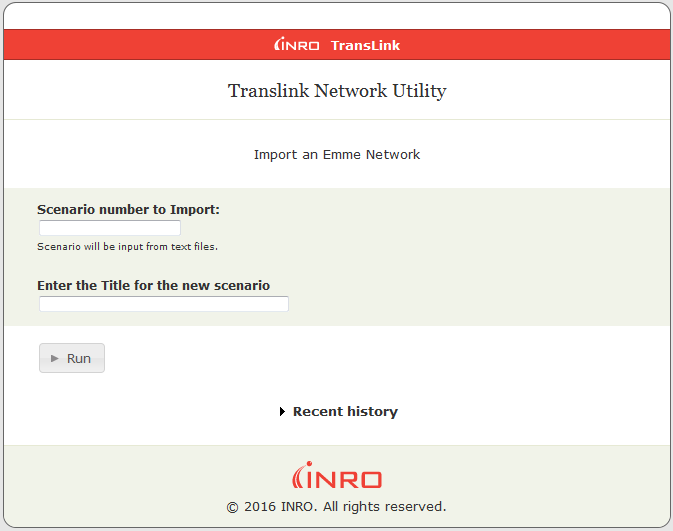 INRO TransLink
Translink Network Utility
Import an Emme Network
Scenario number to Import:
Scenario will be input from text files.
Enter the Title for the new scenario
Run
Recent history
INRO
© 2016 INRO. All rights reserved.